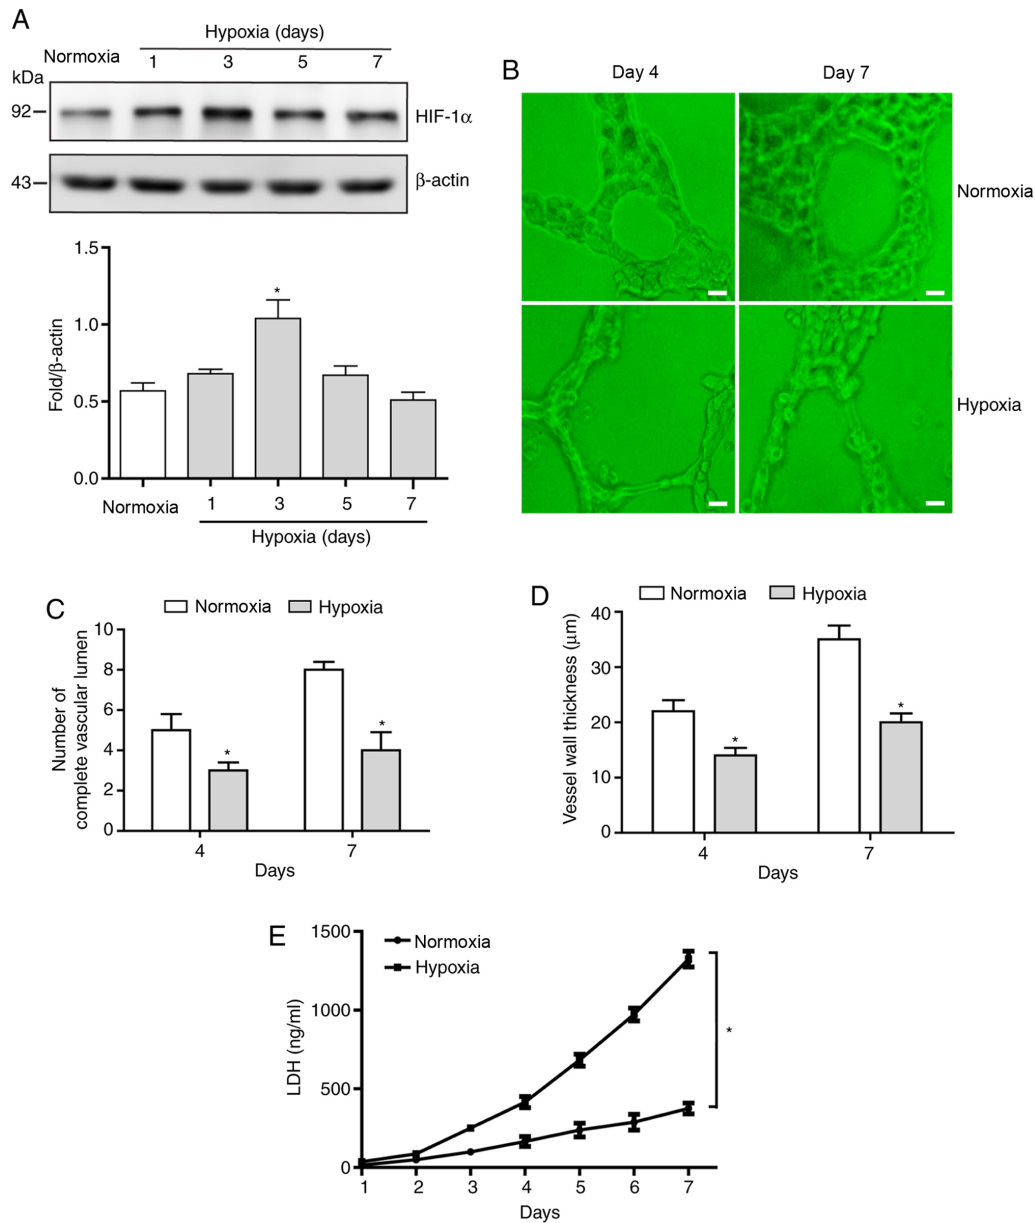 A
Hypoxia (days)
Normoxia 1 3 5 7
kDa
92
HIF-1α
43
β-actin
1.5
1.0
0.5
0.0
Fold/β-actin
*
Normoxia 1 3 5 7
Hypoxia (days)
B
Day 4 Day 7
Normoxia
Hypoxia
C
Normoxia Hypoxia
10
8
6
4
2
0
Number of
complete vascular lumen
* *
4 7
Days
D
Normoxia Hypoxia
40
30
20
10
0
Vessel wall thickness (μm)
* *
4 7
Days
E
Normoxia
Hypoxia
1500
1000
500
0
LDH (ng/ml)
*
1 2 3 4 5 6 7
Days